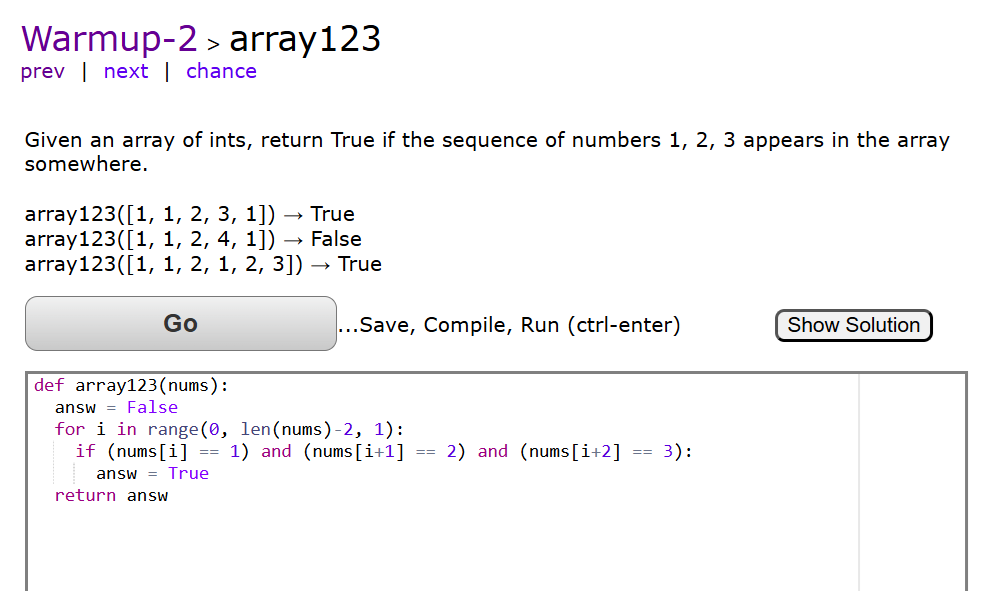 Warmup-2 > array123
prev | next | chance
Given an array of ints, return True if the sequence of numbers 1, 2, 3 appears in the array
somewhere.
array123([1, 1, 2, 3, 1]) → True
array123([1, 1, 2, 4, 1]) → False
array123([1, 1, 2, 1, 2, 3]) → True
Go ...Save, Compile, Run (ctrl-enter) Show Solution
def array123(nums):
  answ = False
  for i in range(0, len(nums)-2, 1):
    if (nums[i] == 1) and (nums[i+1] == 2) and (nums[i+2] == 3):
      answ = True
  return answ